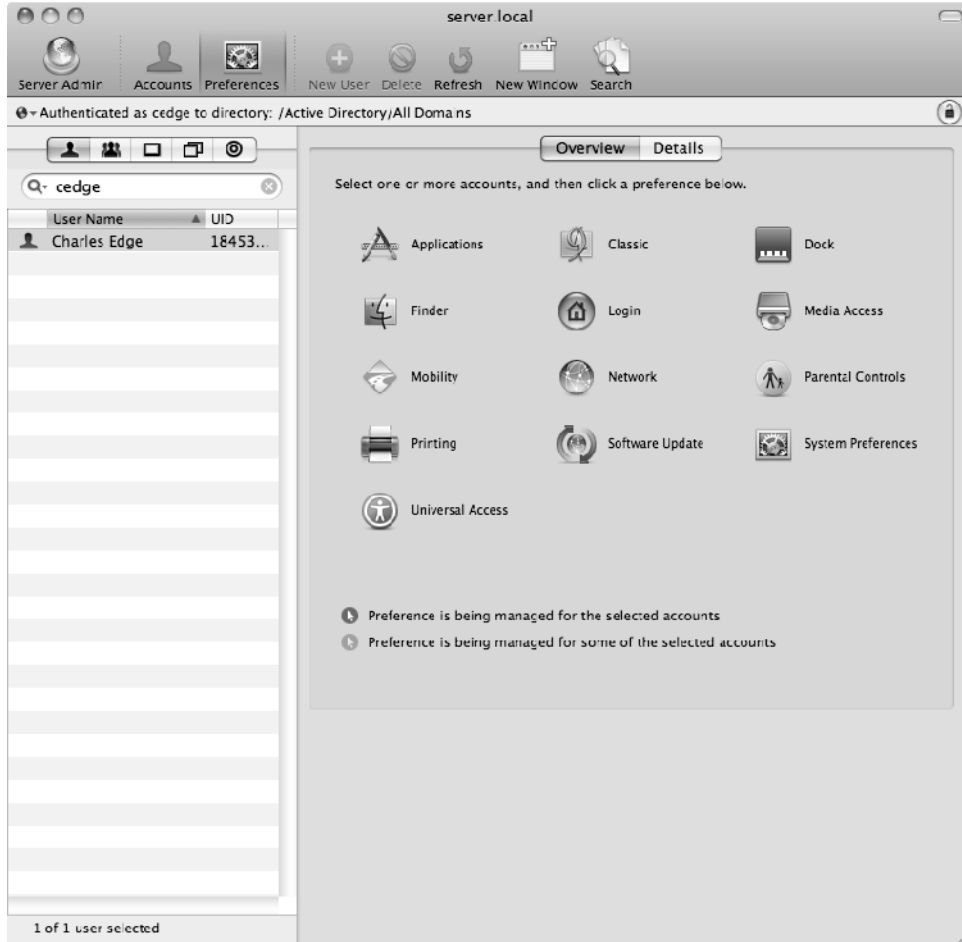 server.local
Server Admin Accounts Preferences New User Delete Refresh New Window Search
Authenticated as cedge to directory: /Active Directory/All Domains
Overview Details
cedge
Select one or more accounts, and then click a preference below.
User Name UID
Charles Edge 18453...
Applications Classic Dock
Finder Login Media Access
Mobility Network Parental Controls
Printing Software Update System Preferences
Universal Access
Preference is being managed for the selected accounts
Preference is being managed for some of the selected accounts
1 of 1 user selected